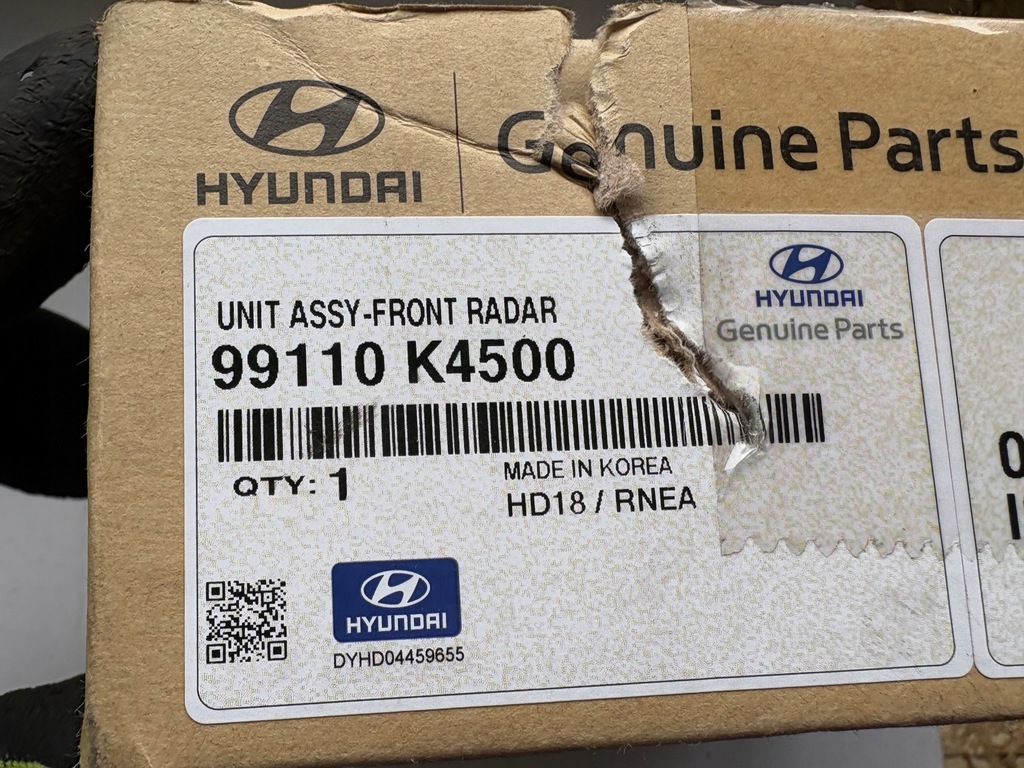 HYUNDAI
Genuine Parts
HYUNDAI
Genuine Parts
UNIT ASSY-FRONT RADAR
99110 K4500
QTY: 1
MADE IN KOREA
HD18 / RNEA
HYUNDAI
DYHD04459655